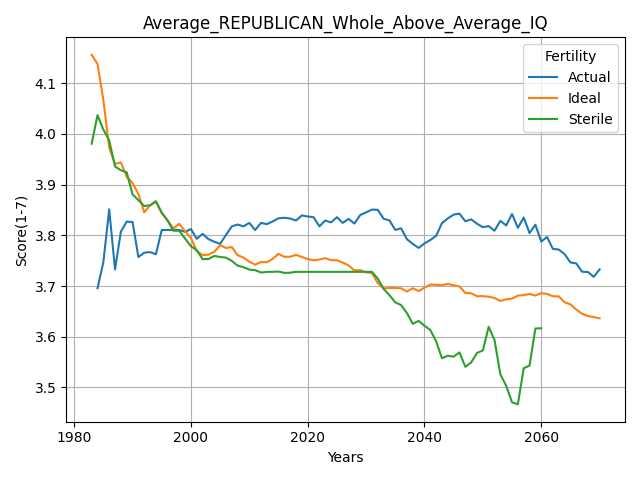 Average_REPUBLICAN_Whole_Above_Average_IQ
Fertility
Actual
Ideal
Sterile
Score(1-7)
4.1
4.0
3.9
3.8
3.7
3.6
3.5
1980
2000
2020
2040
2060
Years